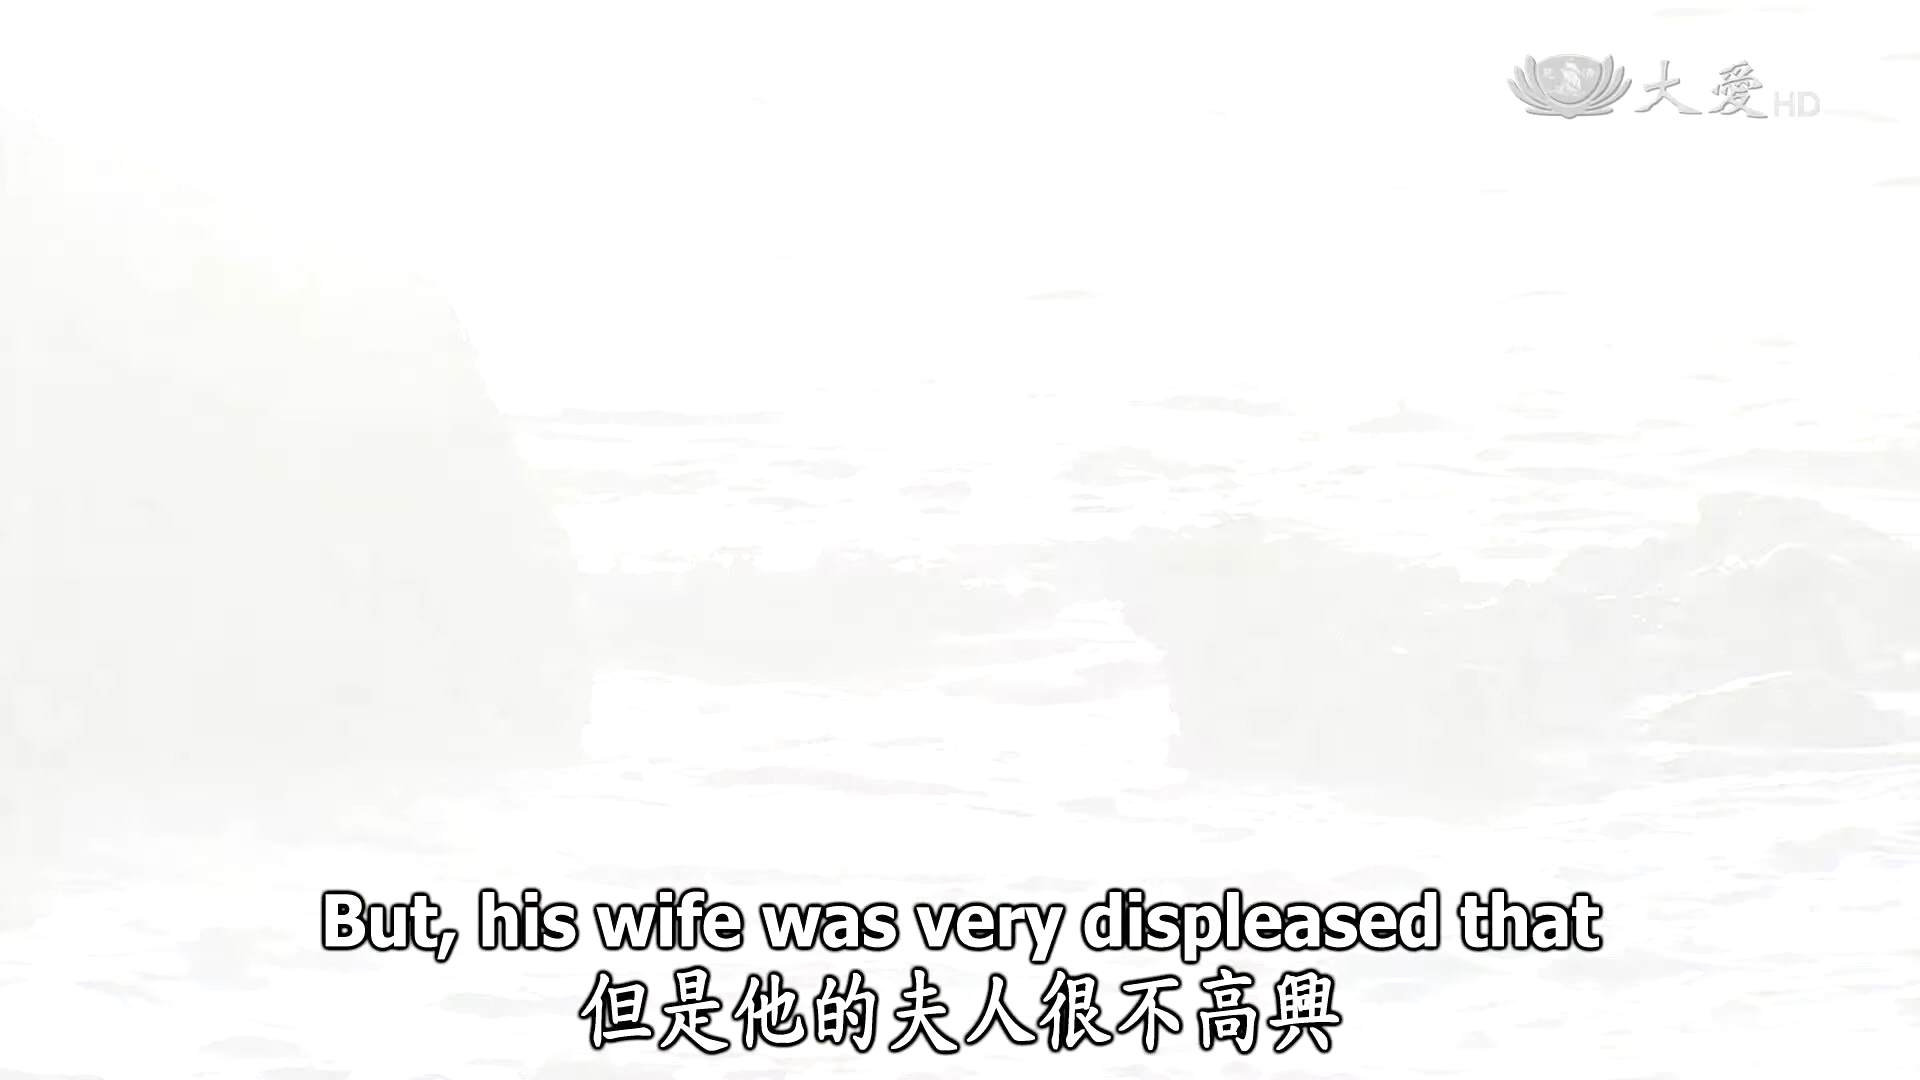 大愛HD
But, his wife was very displeased that
但是他的夫人很不高興